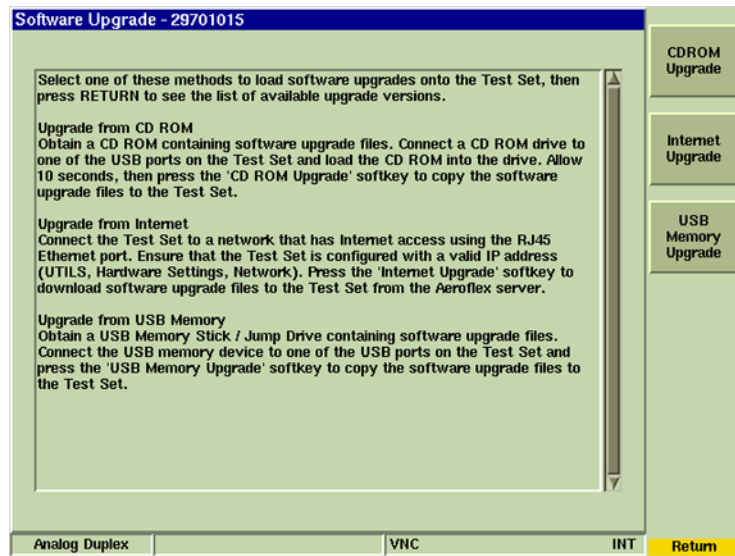 Software Upgrade - 29701015
Select one of these methods to load software upgrades onto the Test Set, then
press RETURN to see the list of available upgrade versions.
Upgrade from CD ROM
Obtain a CD ROM containing software upgrade files. Connect a CD ROM drive to
one of the USB ports on the Test Set and load the CD ROM into the drive. Allow
10 seconds, then press the 'CD ROM Upgrade' softkey to copy the software
upgrade files to the Test Set.
Upgrade from Internet
Connect the Test Set to a network that has Internet access using the RJ45
Ethernet port. Ensure that the Test Set is configured with a valid IP address
(UTILS, Hardware Settings, Network). Press the 'Internet Upgrade' softkey to
download software upgrade files to the Test Set from the Aeroflex server.
Upgrade from USB Memory
Obtain a USB Memory Stick / Jump Drive containing software upgrade files.
Connect the USB memory device to one of the USB ports on the Test Set and
press the 'USB Memory Upgrade' softkey to copy the software upgrade files to
the Test Set.
CDROM
Upgrade
Internet
Upgrade
USB
Memory
Upgrade
Analog Duplex
VNC
INT
Return